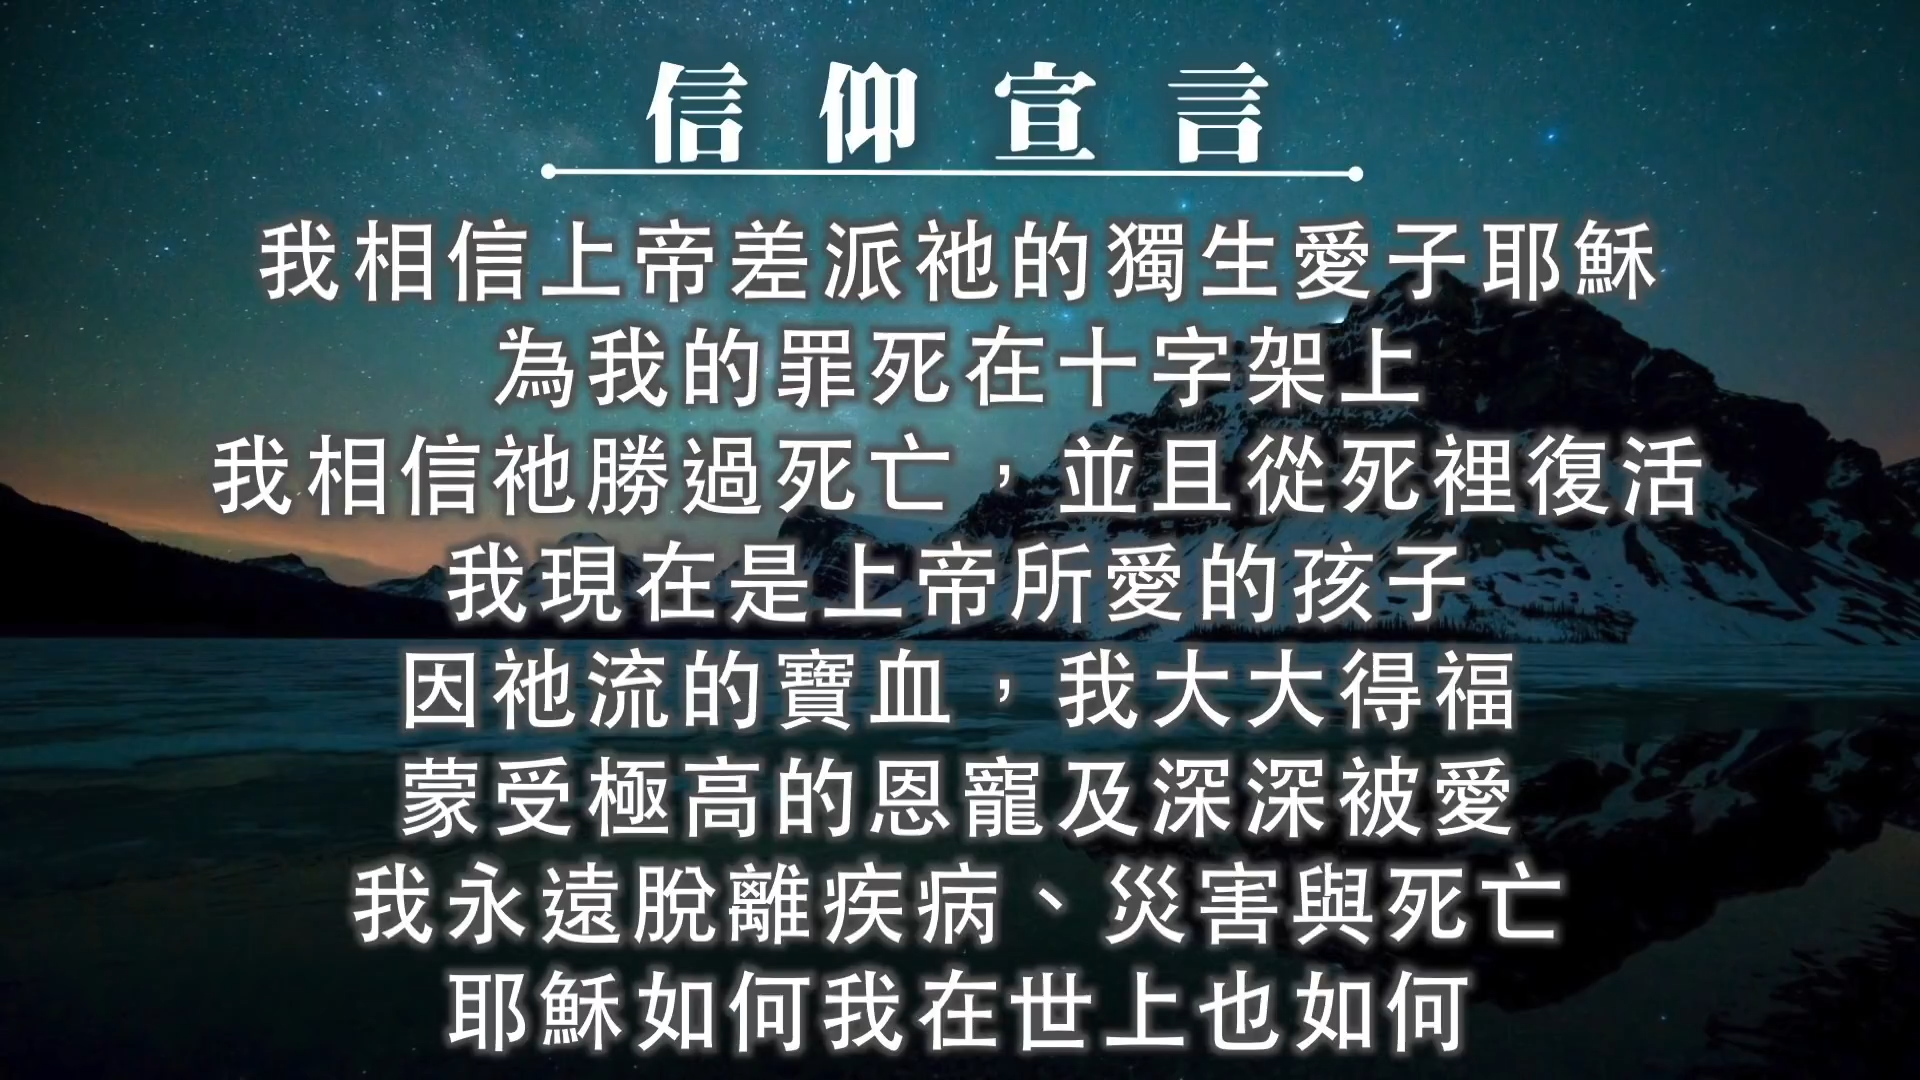 信仰宣言
我相信上帝差派祂的獨生愛子耶穌
為我的罪死在十字架上
我相信祂勝過死亡，並且從死裡復活
我現在是上帝所愛的孩子
因祂流的寶血，我大大得福
蒙受極高的恩寵及深深被愛
我永遠脫離疾病、災害與死亡
耶穌如何我在世上也如何